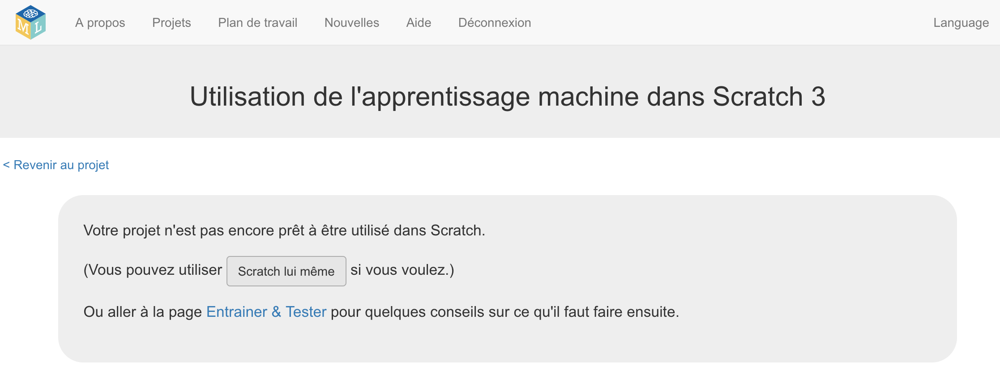 M L
A propos Projets Plan de travail Nouvelles Aide Déconnexion Language
Utilisation de l'apprentissage machine dans Scratch 3
< Revenir au projet
Votre projet n'est pas encore prêt à être utilisé dans Scratch.
(Vous pouvez utiliser Scratch lui même si vous voulez.)
Ou aller à la page Entrainer & Tester pour quelques conseils sur ce qu'il faut faire ensuite.